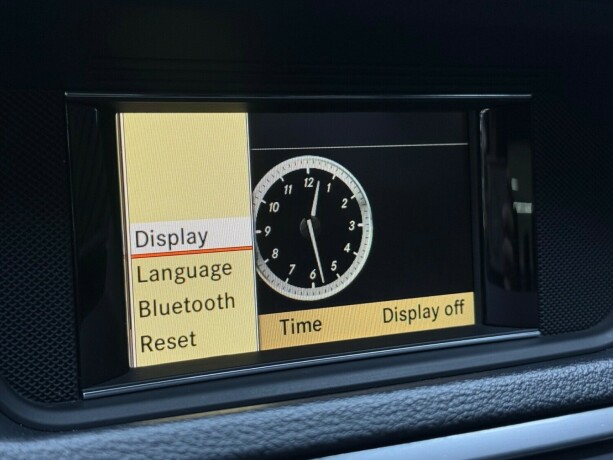 Display
Language
Bluetooth
Reset
12
1
2
3
4
5
6
7
8
9
10
11
Time
Display off